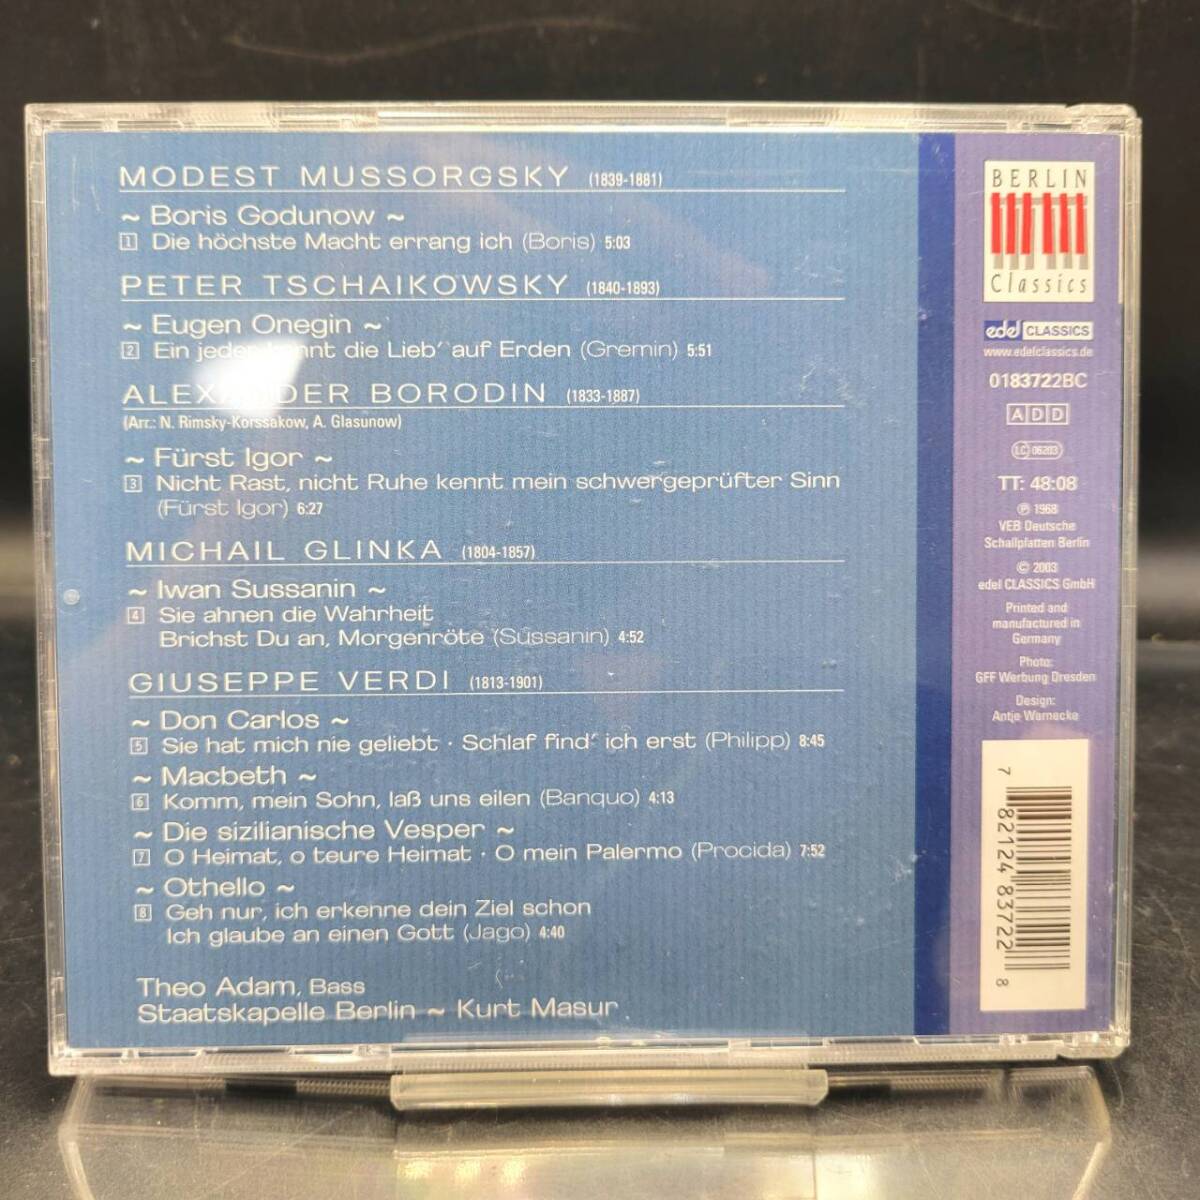 MODEST MUSSORGSKY (1839-1881)
~ Boris Godunow ~
1 Die höchste Macht errang ich (Boris) 5:03
PETER TSCHAIKOWSKY (1840-1893)
~ Eugen Onegin ~
2 Ein jeder kennt die Lieb' auf Erden (Gremin) 5:51
ALEXANDER BORODIN (1833-1887)
(Arr.: N. Rimsky-Korssakow, A. Glasunow)
~ Fürst Igor ~
3 Nicht Rast, nicht Ruhe kennt mein schwergeprüfter Sinn
(Fürst Igor) 6:27
MICHAIL GLINKA (1804-1857)
~ Iwan Sussanin ~
4 Sie ahnen die Wahrheit
Brichst Du an, Morgenröte (Sussanin) 4:52
GIUSEPPE VERDI (1813-1901)
~ Don Carlos ~
5 Sie hat mich nie geliebt · Schlaf find' ich erst (Philipp) 8:45
~ Macbeth ~
6 Komm, mein Sohn, laß uns eilen (Banquo) 4:13
~ Die sizilianische Vesper ~
7 O Heimat, o teure Heimat · O mein Palermo (Procida) 7:52
~ Othello ~
8 Geh nur, ich erkenne dein Ziel schon
Ich glaube an einen Gott (Jago) 4:40
Theo Adam, Bass
Staatskapelle Berlin ~ Kurt Masur
BERLIN
Classics
edel CLASSICS
www.edelclassics.de
0183722BC
ADD
LC 06203
TT: 48:08
℗ 1968
VEB Deutsche
Schallplatten Berlin
© 2003
edel CLASSICS GmbH
Printed and
manufactured in
Germany
Photo:
GFF Werbung Dresden
Design:
Antje Warnecke
7 82124 83722 8